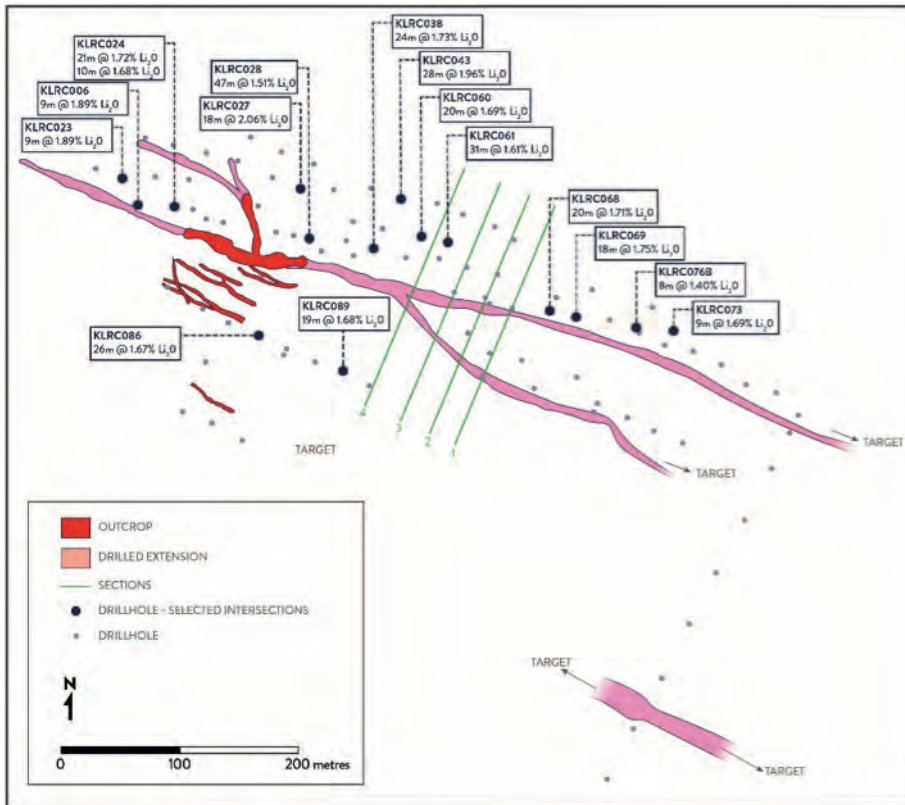 KLRC038
24m @ 1.73% Li₂O
KLRC024
21m @ 1.72% Li₂O
10m @ 1.68% Li₂O
KLRC043
28m @ 1.96% Li₂O
KLRC028
47m @ 1.51% Li₂O
KLRC006
9m @ 1.89% Li₂O
KLRC060
20m @ 1.69% Li₂O
KLRC027
18m @ 2.06% Li₂O
KLRC023
9m @ 1.89% Li₂O
KLRC061
31m @ 1.61% Li₂O
KLRC068
20m @ 1.71% Li₂O
KLRC069
18m @ 1.75% Li₂O
KLRC076B
8m @ 1.40% Li₂O
KLRC073
9m @ 1.69% Li₂O
KLRC089
19m @ 1.68% Li₂O
KLRC086
26m @ 1.67% Li₂O
4
3
2
1
TARGET
TARGET
TARGET
OUTCROP
DRILLED EXTENSION
SECTIONS
DRILLHOLE - SELECTED INTERSECTIONS
DRILLHOLE
N
0 100 200 metres
TARGET
TARGET